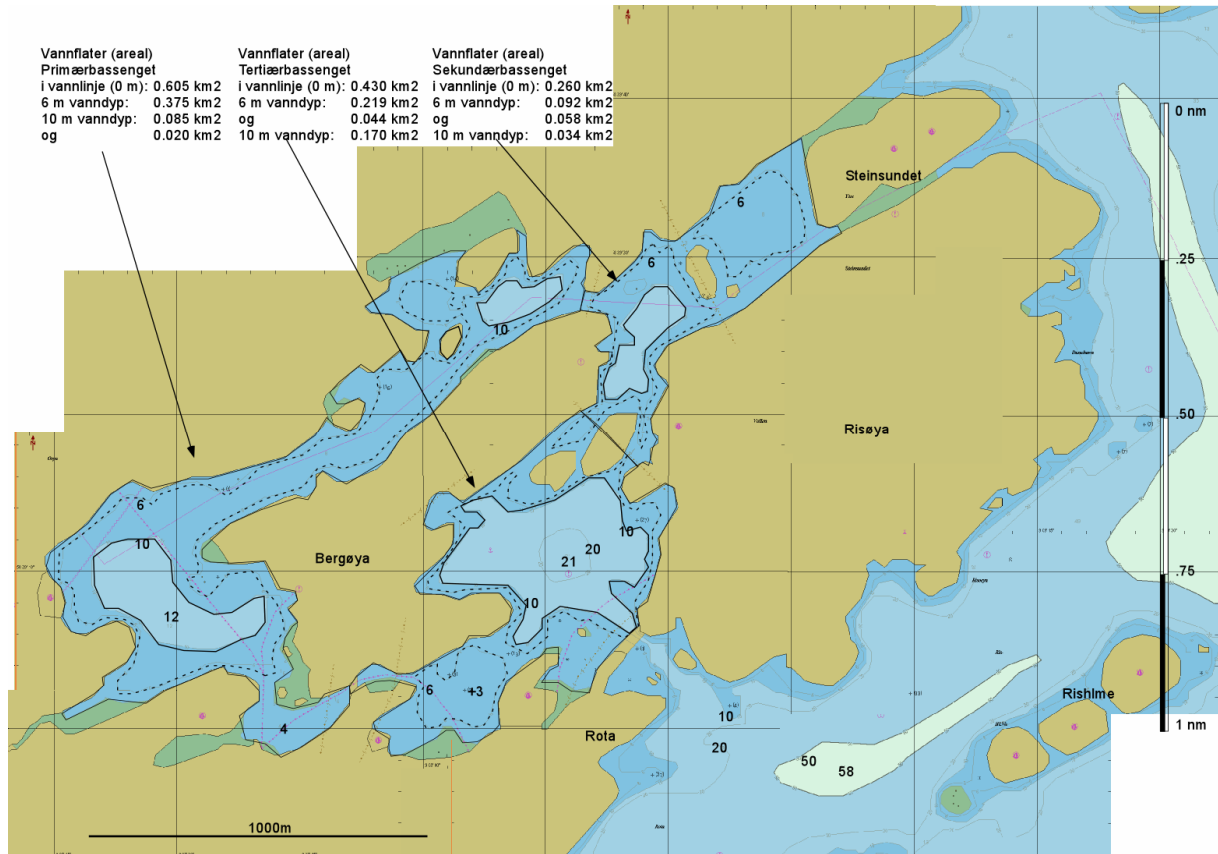 Vannflater (areal)
Primærbassenget
i vannlinje (0 m): 0.605 km2
6 m vanndyp: 0.375 km2
10 m vanndyp: 0.085 km2
og 0.020 km2
Vannflater (areal)
Tertiærbassenget
i vannlinje (0 m): 0.430 km2
6 m vanndyp: 0.219 km2
og 0.044 km2
10 m vanndyp: 0.170 km2
Vannflater (areal)
Sekundærbassenget
i vannlinje (0 m): 0.260 km2
6 m vanndyp: 0.092 km2
og 0.058 km2
10 m vanndyp: 0.034 km2
0 nm
Steinsundet
6
Steinsundet
6
.25
10
.50
Risøya
6
10
10
20
21
Bergøya
.75
10
12
6
+3
4
Rishlme
10
Rota
20
1 nm
50
58
1000m